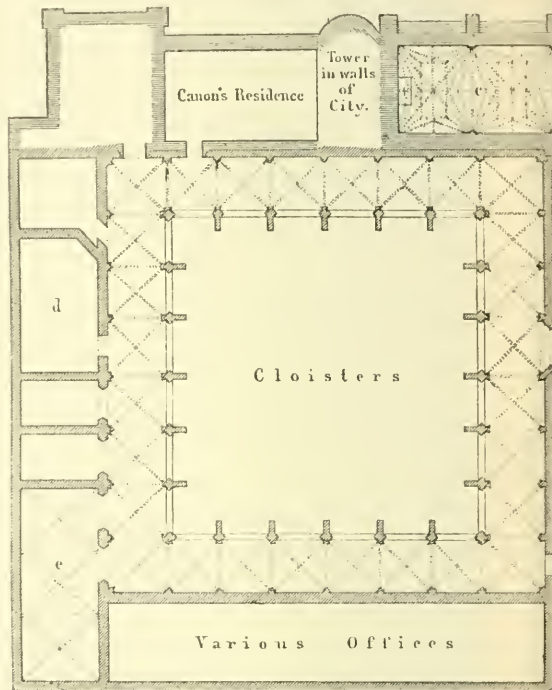 Canon's Residence
Tower
in walls
of
City.
c
d
Cloisters
e
Various Offices